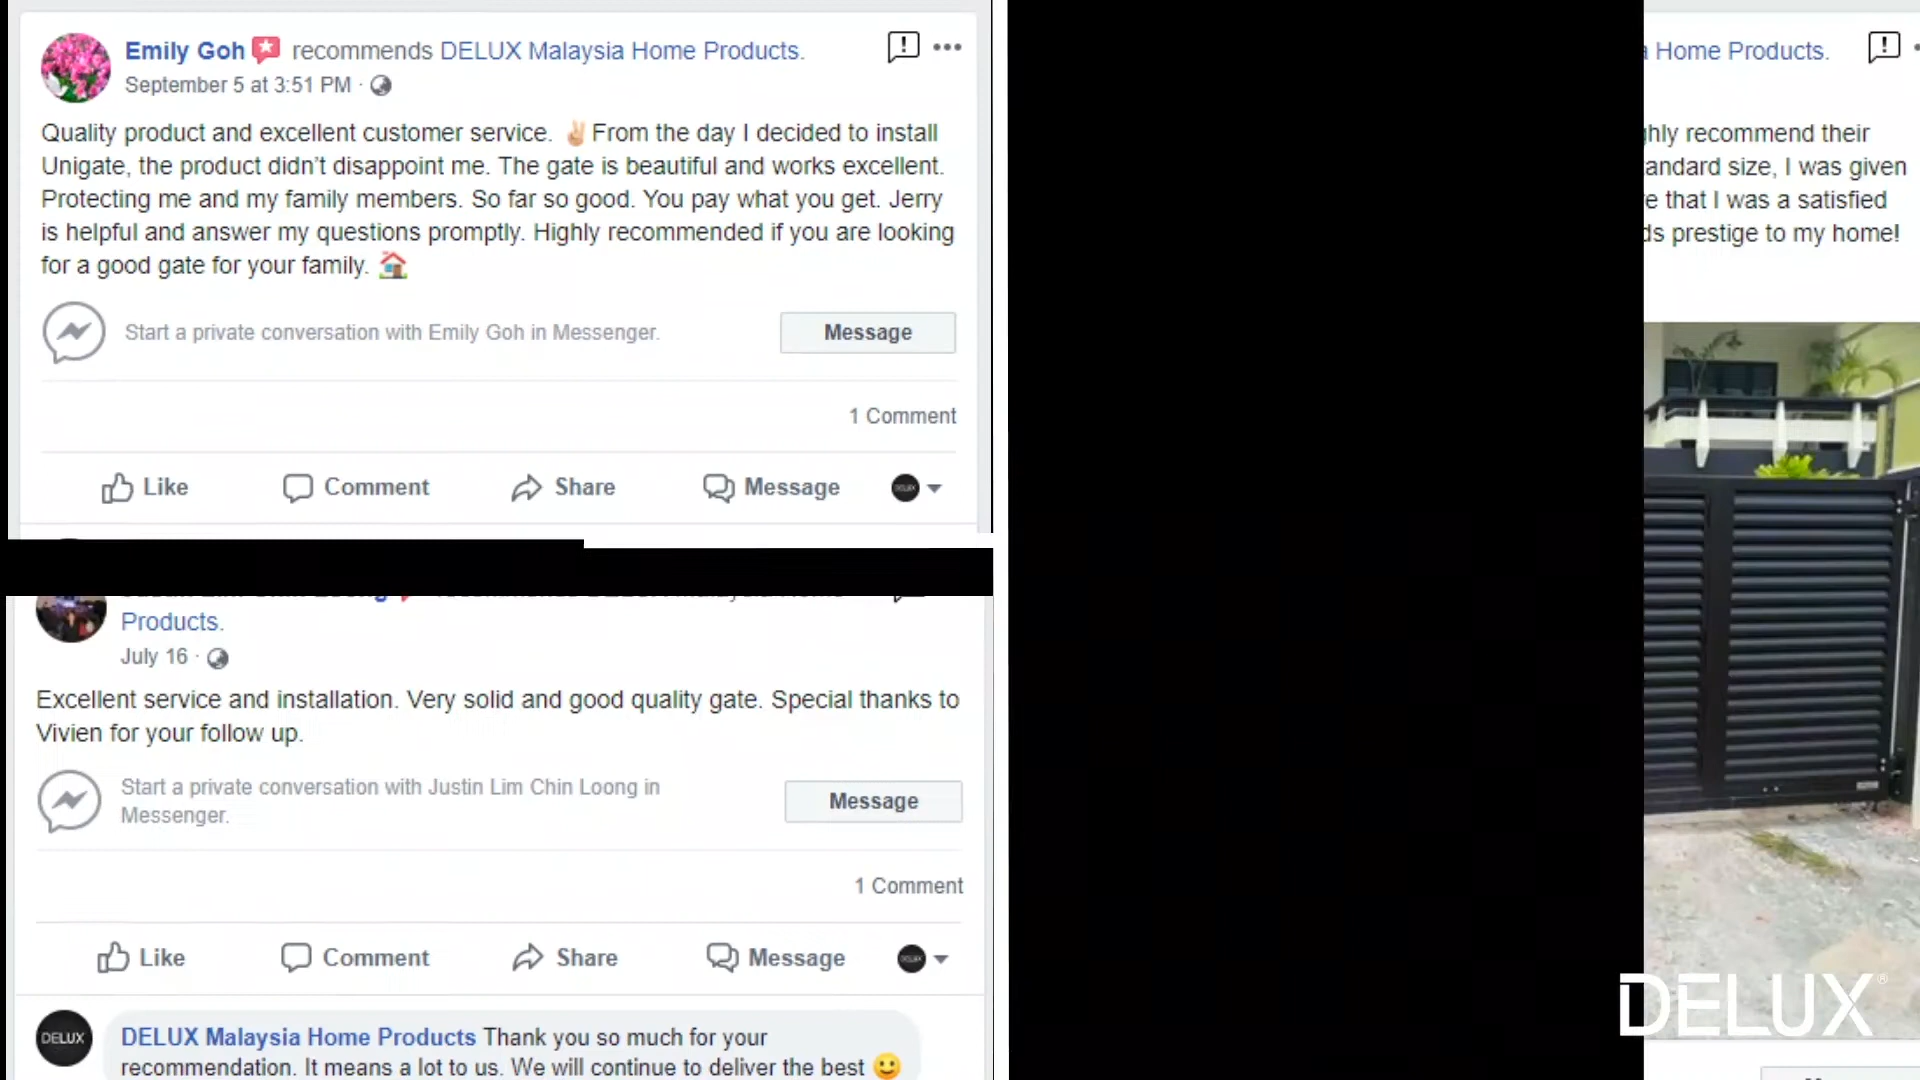 Emily Goh recommends DELUX Malaysia Home Products.
September 5 at 3:51 PM ·
Quality product and excellent customer service. ✌From the day I decided to install
Unigate, the product didn't disappoint me. The gate is beautiful and works excellent.
Protecting me and my family members. So far so good. You pay what you get. Jerry
is helpful and answer my questions promptly. Highly recommended if you are looking
for a good gate for your family. 🏠
Start a private conversation with Emily Goh in Messenger.
Message
1 Comment
Like Comment Share Message
Products.
July 16 ·
Excellent service and installation. Very solid and good quality gate. Special thanks to
Vivien for your follow up.
Start a private conversation with Justin Lim Chin Loong in
Messenger.
Message
1 Comment
Like Comment Share Message
DELUX
DELUX Malaysia Home Products Thank you so much for your
recommendation. It means a lot to us. We will continue to deliver the best 🙂
Home Products.
recommend their
size, I was given
that I was a satisfied
prestige to my home!
DELUX®